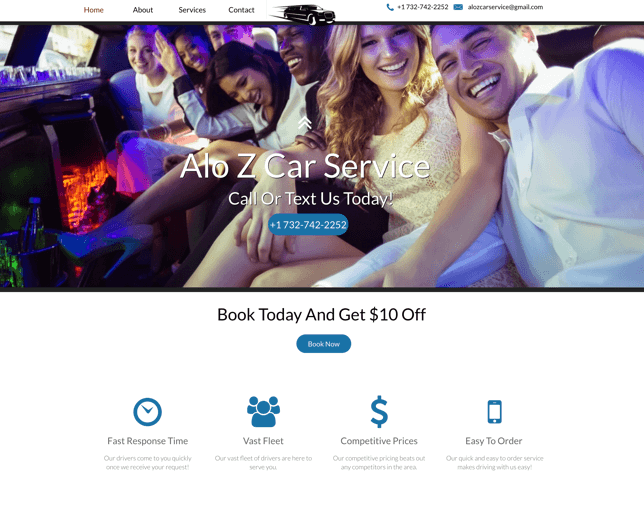 Home About Services Contact +1 732-742-2252 alozcarservice@gmail.com
Alo Z Car Service
Call Or Text Us Today!
+1 732-742-2252
Book Today And Get $10 Off
Book Now
Fast Response Time
Our drivers come to you quickly
once we receive your request!
Vast Fleet
Our vast fleet of drivers are here to
serve you.
Competitive Prices
Our competitive pricing beats out
any competitors in the area.
Easy To Order
Our quick and easy to order service
makes driving with us easy!